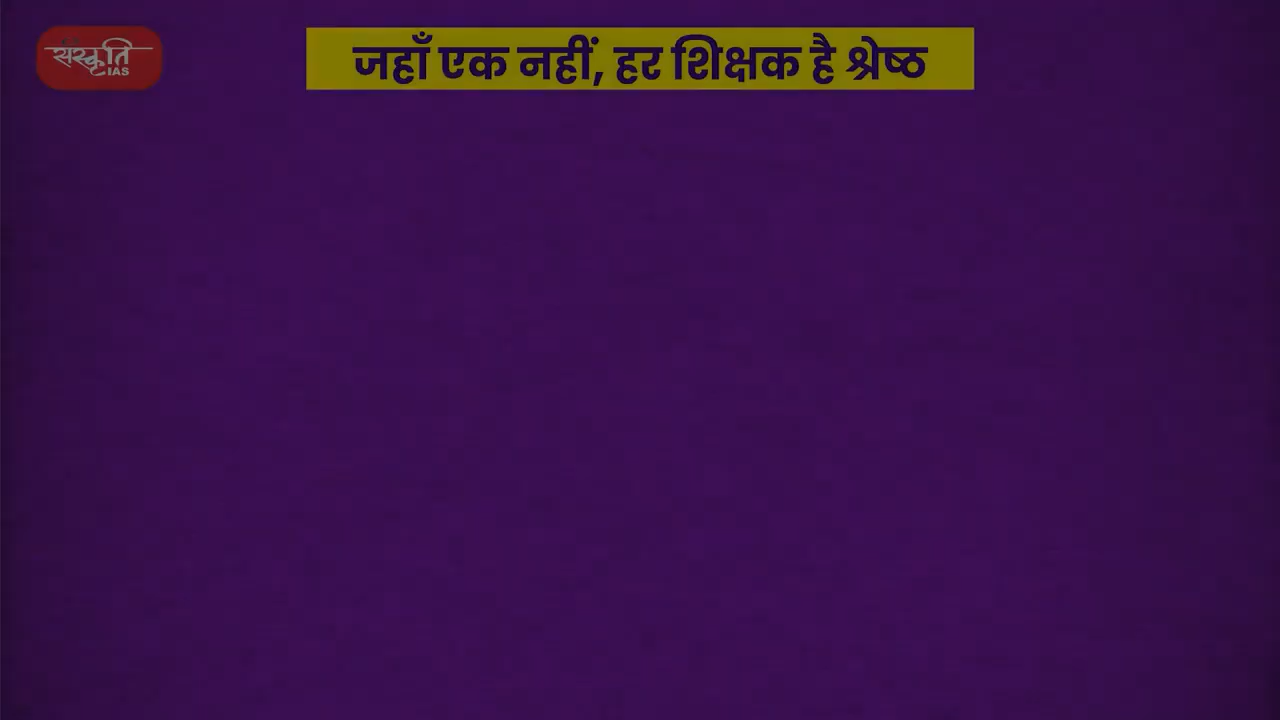 संस्कृति
IAS
जहाँ एक नहीं, हर शिक्षक है श्रेष्ठ